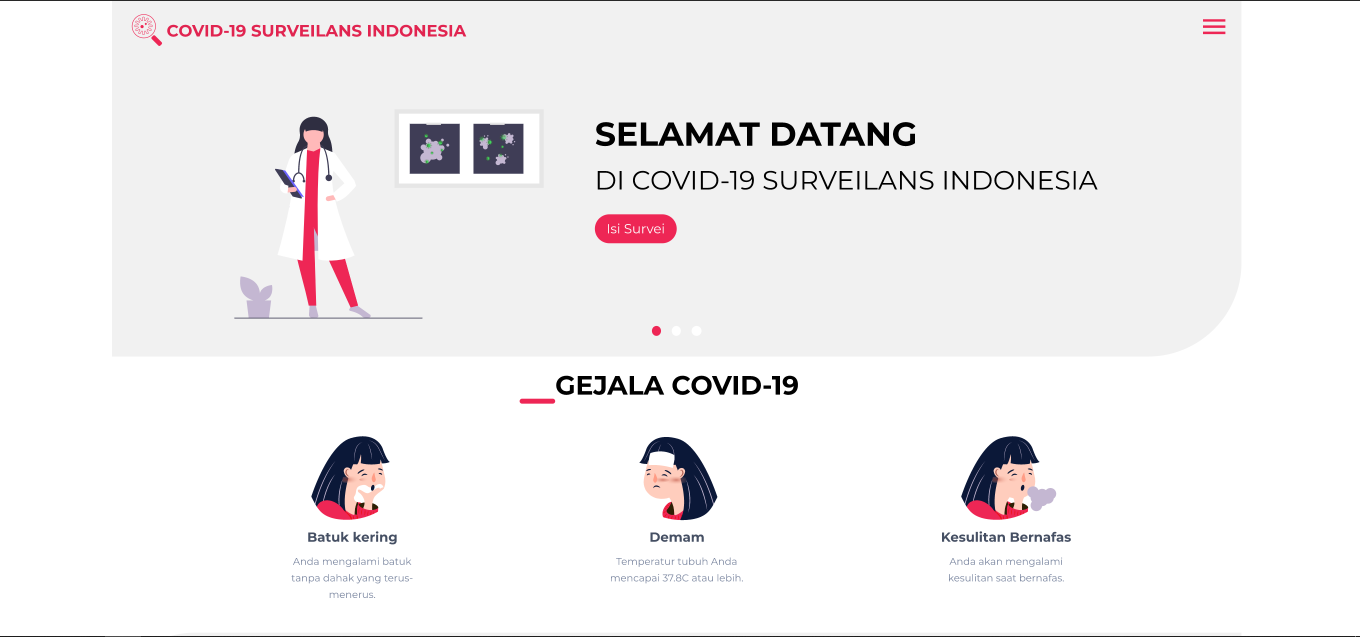 COVID-19 SURVEILANS INDONESIA
SELAMAT DATANG
DI COVID-19 SURVEILANS INDONESIA
Isi Survei
GEJALA COVID-19
Batuk kering
Anda mengalami batuk
tanpa dahak yang terus-
menerus.
Demam
Temperatur tubuh Anda
mencapai 37.8C atau lebih.
Kesulitan Bernafas
Anda akan mengalami
kesulitan saat bernafas.